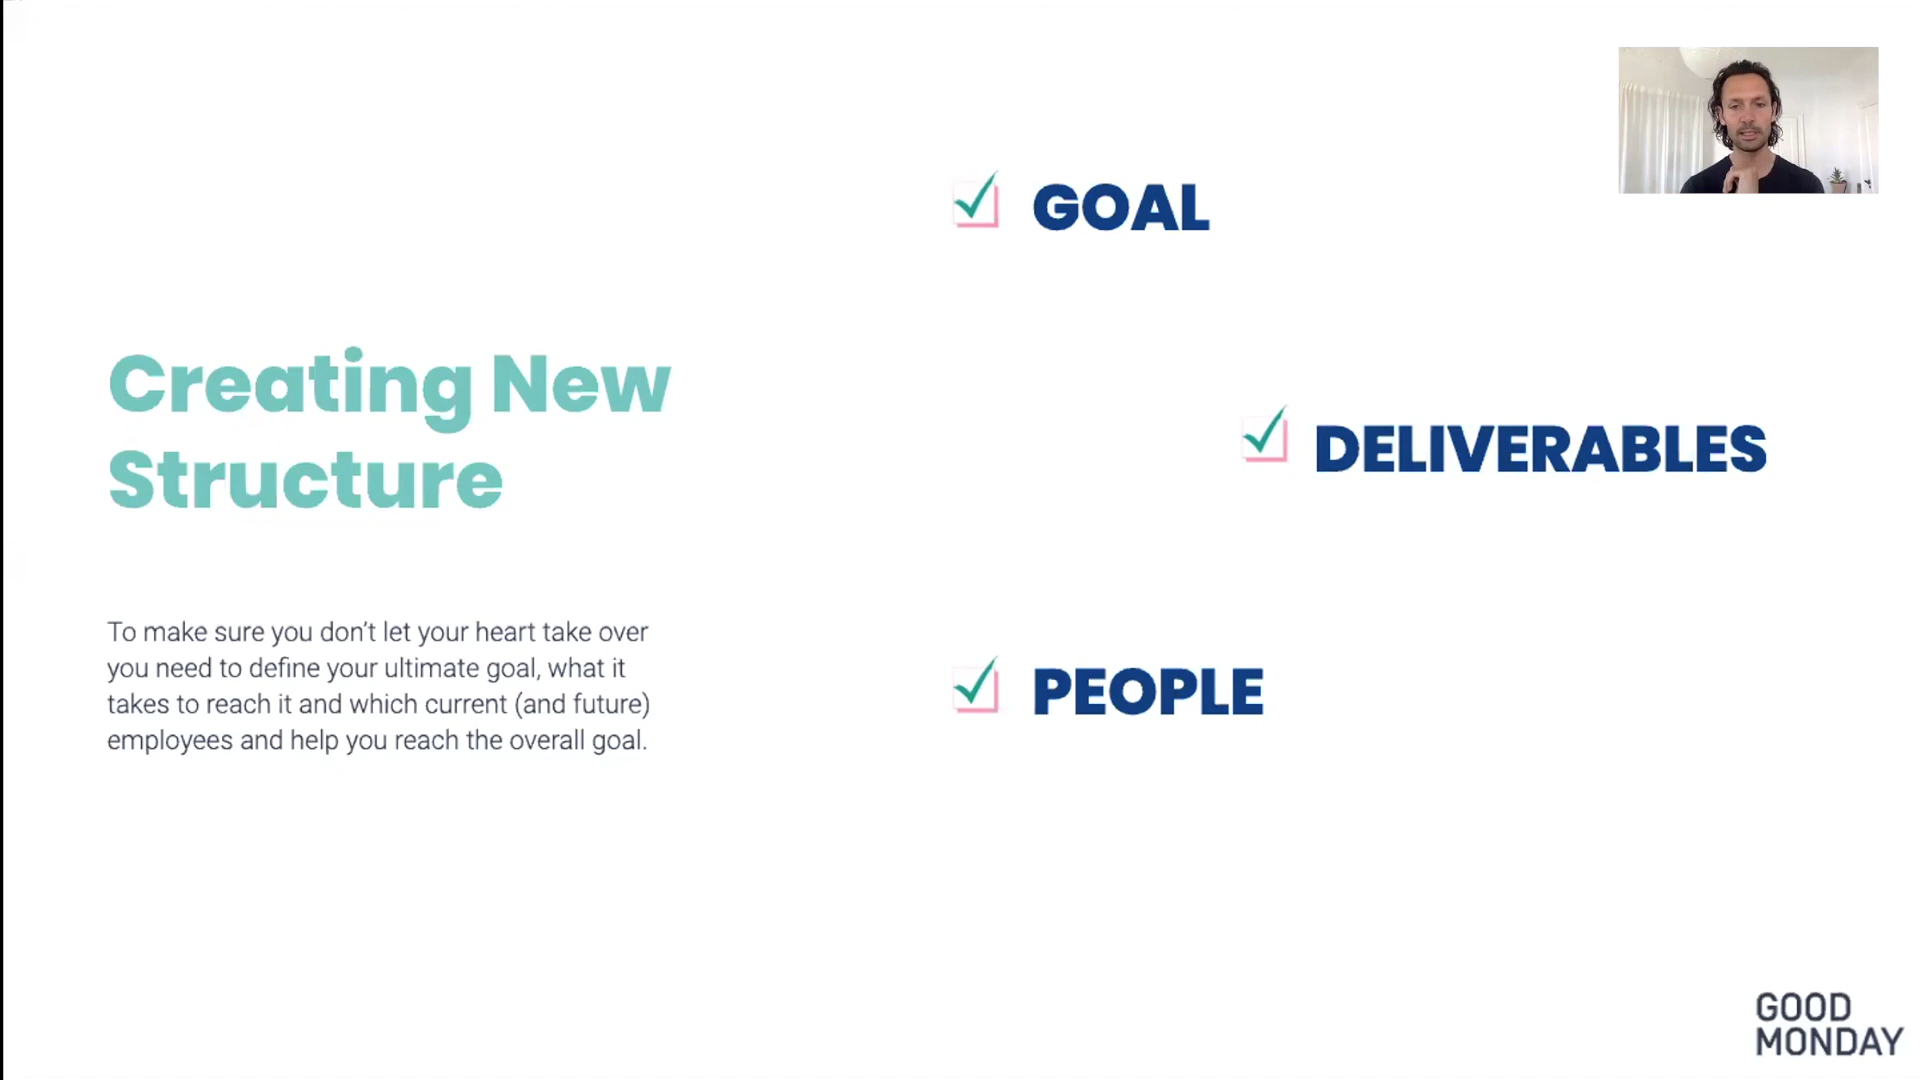 Creating New
Structure
To make sure you don't let your heart take over
you need to define your ultimate goal, what it
takes to reach it and which current (and future)
employees and help you reach the overall goal.
GOAL
DELIVERABLES
PEOPLE
GOOD
MONDAY